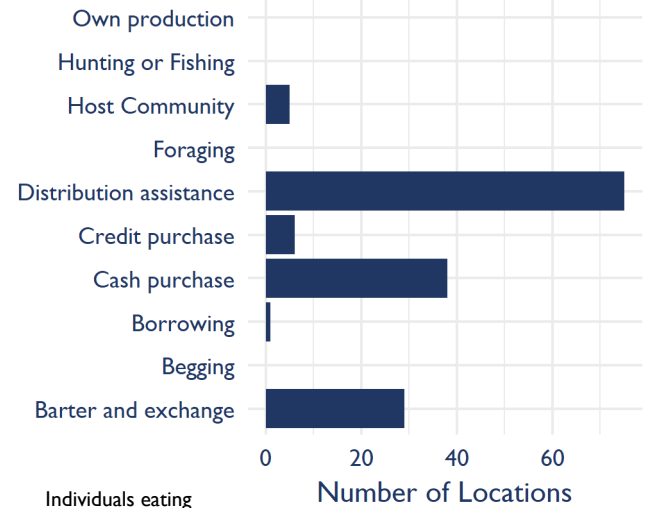 Own production
Hunting or Fishing
Host Community
Foraging
Distribution assistance
Credit purchase
Cash purchase
Borrowing
Begging
Barter and exchange
0 20 40 60
Number of Locations
Individuals eating